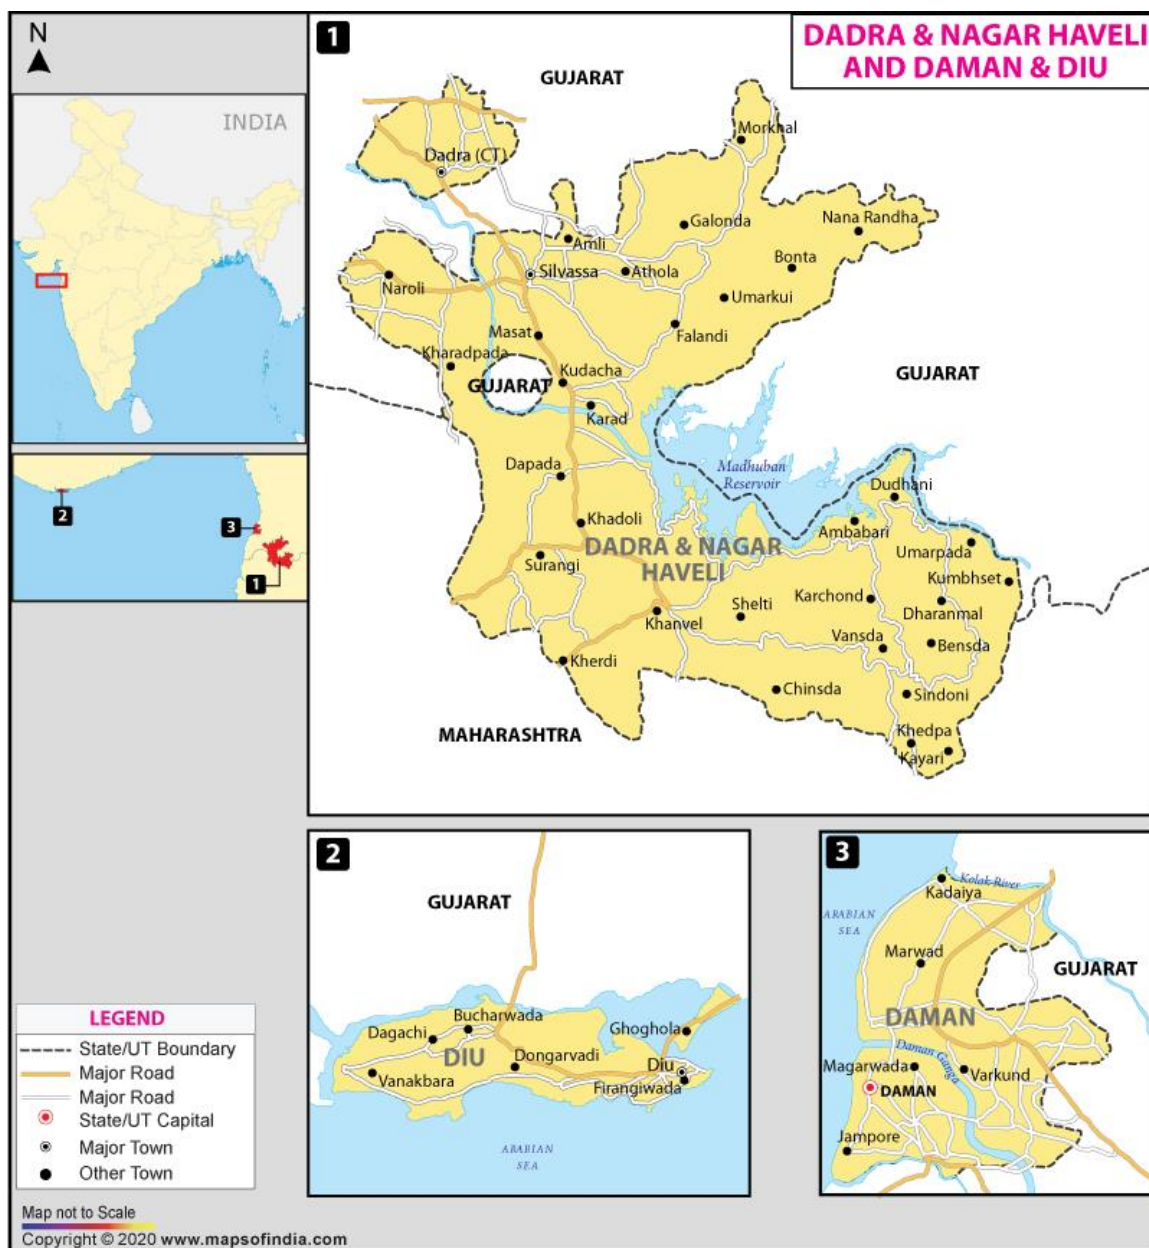 N
INDIA
2
3
1
1
DADRA & NAGAR HAVELI
AND DAMAN & DIU
GUJARAT
Morkhal
Dadra (CT)
Galonda
Nana Randha
Amli
Bonta
Silvassa
Athola
Naroli
Umarkui
Masat
Falandi
Kharadpada
Kudacha
GUJARAT
GUJARAT
Karad
Madhuban
Reservoir
Dapada
Dudhani
Khadoli
Ambabari
DADRA & NAGAR
HAVELI
Umarpada
Surangi
Kumbhset
Karchond
Shelti
Dharanmal
Khanvel
Vansda
Bensda
Kherdi
Chinsda
Sindoni
MAHARASHTRA
Khedpa
Kayari
2
GUJARAT
Bucharwada
Dagachi
Ghoghola
DIU
Dongarvadi
Diu
Vanakbara
Firangiwada
ARABIAN
SEA
3
Kolak River
Kadaiya
ARABIAN
SEA
Marwad
GUJARAT
DAMAN
Daman Ganga
Magarwada
Varkund
DAMAN
Jampore
LEGEND
State/UT Boundary
Major Road
Major Road
State/UT Capital
Major Town
Other Town
Map not to Scale
Copyright © 2020 www.mapsofindia.com